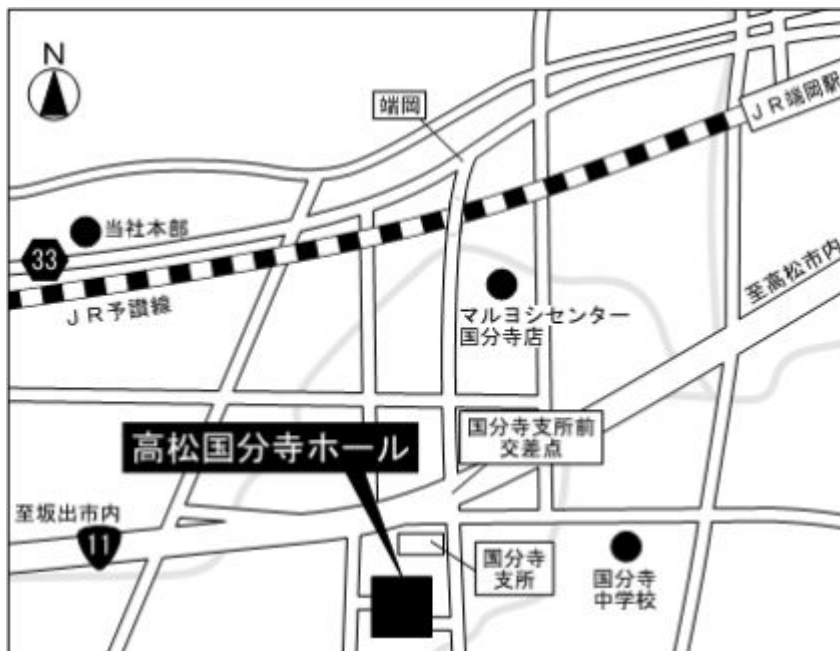 N
端岡
JR端岡駅
当社本部
33
JR予讃線
至高松市内
マルヨシセンター
国分寺店
国分寺支所前
交差点
高松国分寺ホール
至坂出市内
11
国分寺
支所
国分寺
中学校